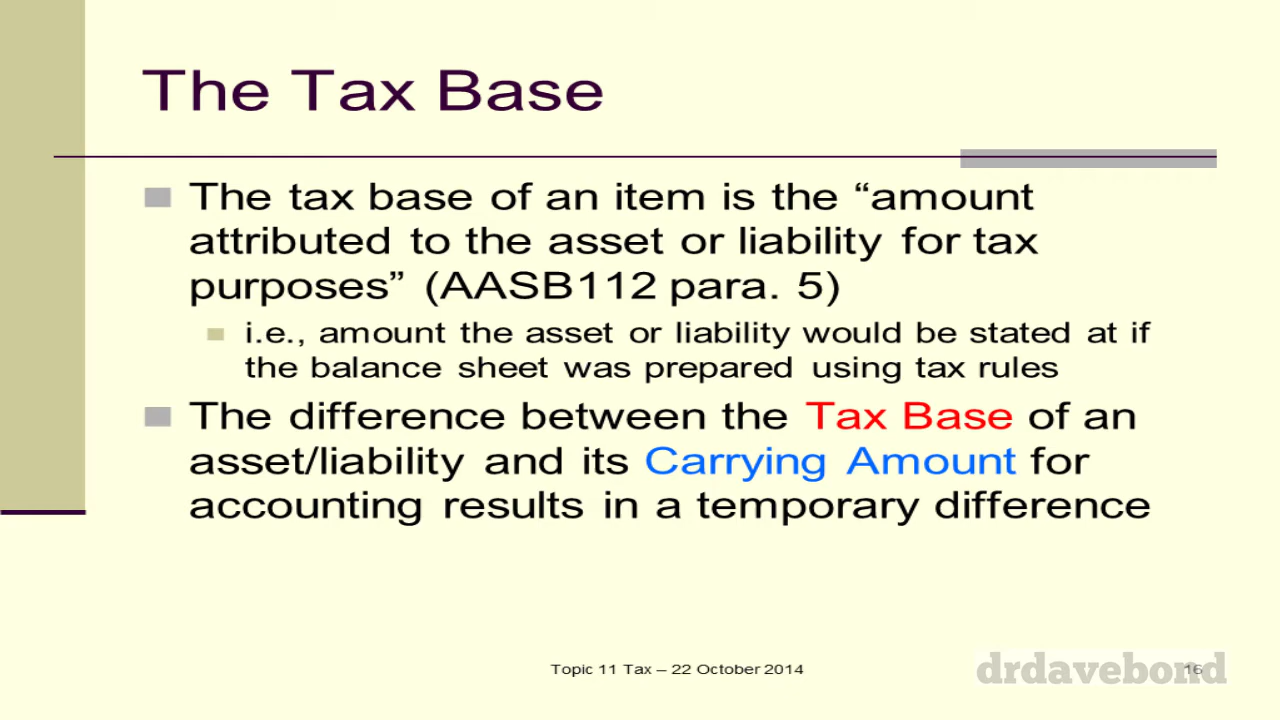 The Tax Base
The tax base of an item is the “amount
attributed to the asset or liability for tax
purposes” (AASB112 para. 5)
i.e., amount the asset or liability would be stated at if
the balance sheet was prepared using tax rules
The difference between the Tax Base of an
asset/liability and its Carrying Amount for
accounting results in a temporary difference
Topic 11 Tax – 22 October 2014
drdavebond
16